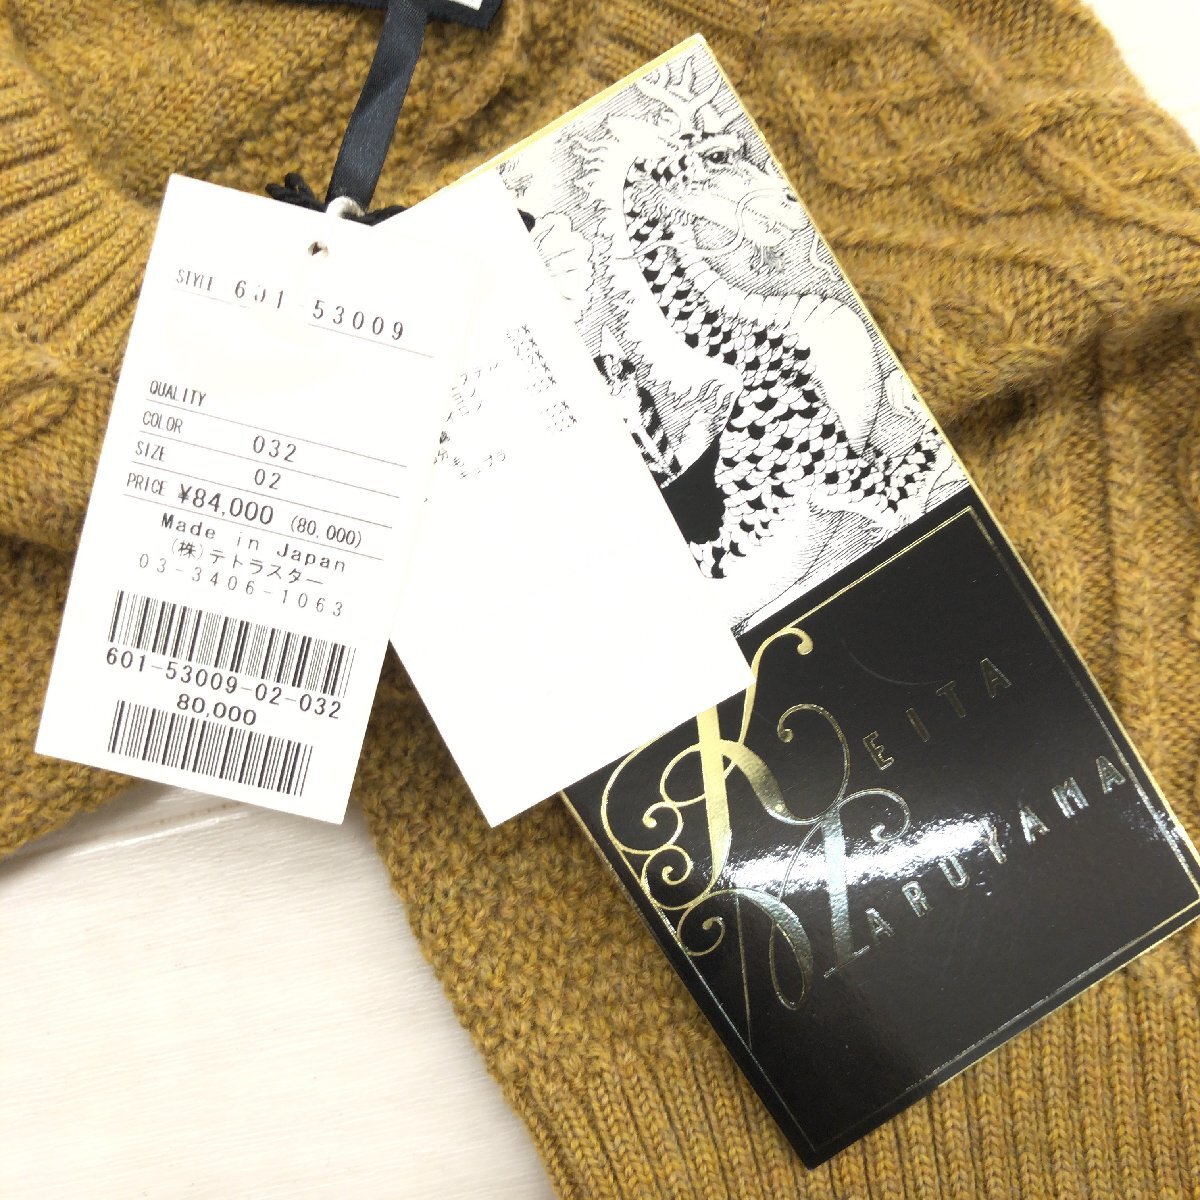 STYLE 601-53009
QUALITY
COLOR 032
SIZE 02
PRICE ¥84,000 (80,000)
Made in Japan
(株)テトラスター
03-3406-1063
601-53009-02-032
80,000
KEITA
MARUYAMA